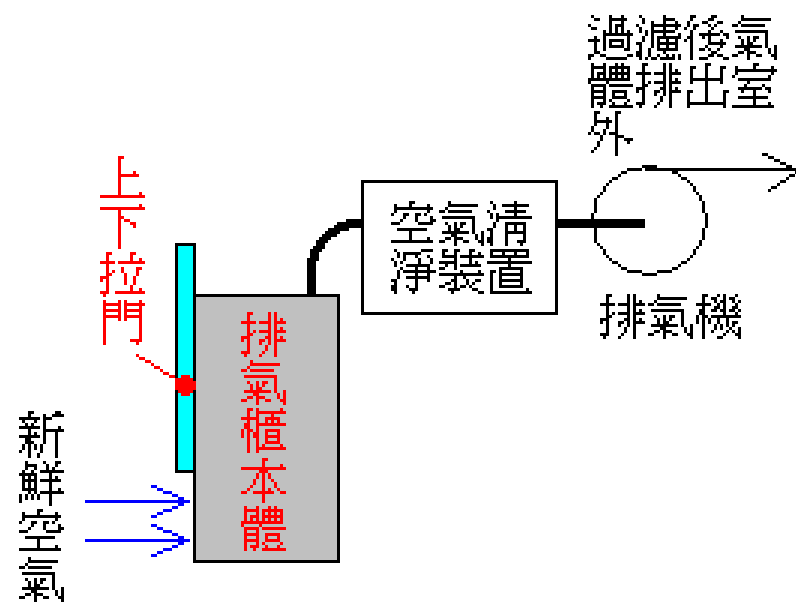 過濾後氣
體排出室
外
上下拉門
空氣清
淨裝置
排氣機
排氣櫃本體
新鮮空氣